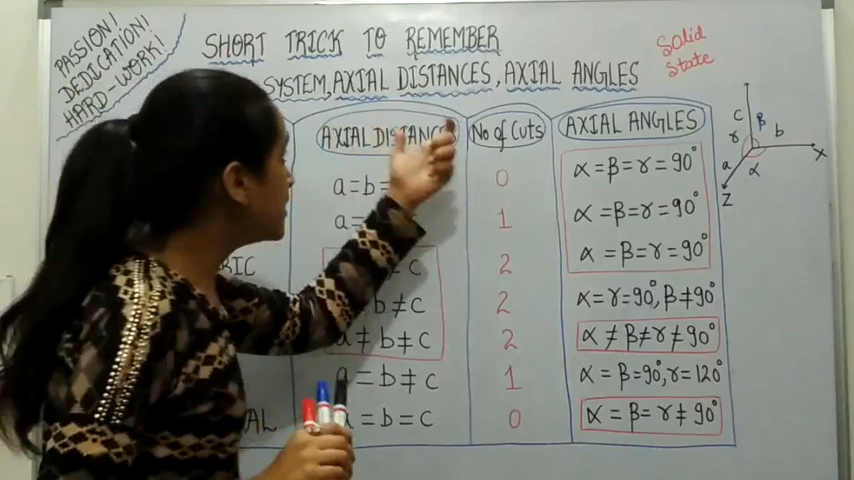 PASSION!
DEDICATION!
HARD-WORK!
SHORT TRICK TO REMEMBER
SYSTEM, AXIAL DISTANCES, AXIAL ANGLES
Solid
State
AXIAL DISTANCES No of Cuts AXIAL ANGLES
a=b= 0 α=β=γ=90°
a= 1 α=β=γ=90°
RIC c 2 α=β=γ=90°
b≠c 2 α=γ=90°, β≠90°
a≠b≠c 2 α≠β≠γ≠90°
a=b≠c 1 α=β=90°, γ=120°
AL a=b=c 0 α=β=γ≠90°
c β b
γ x
a α
z